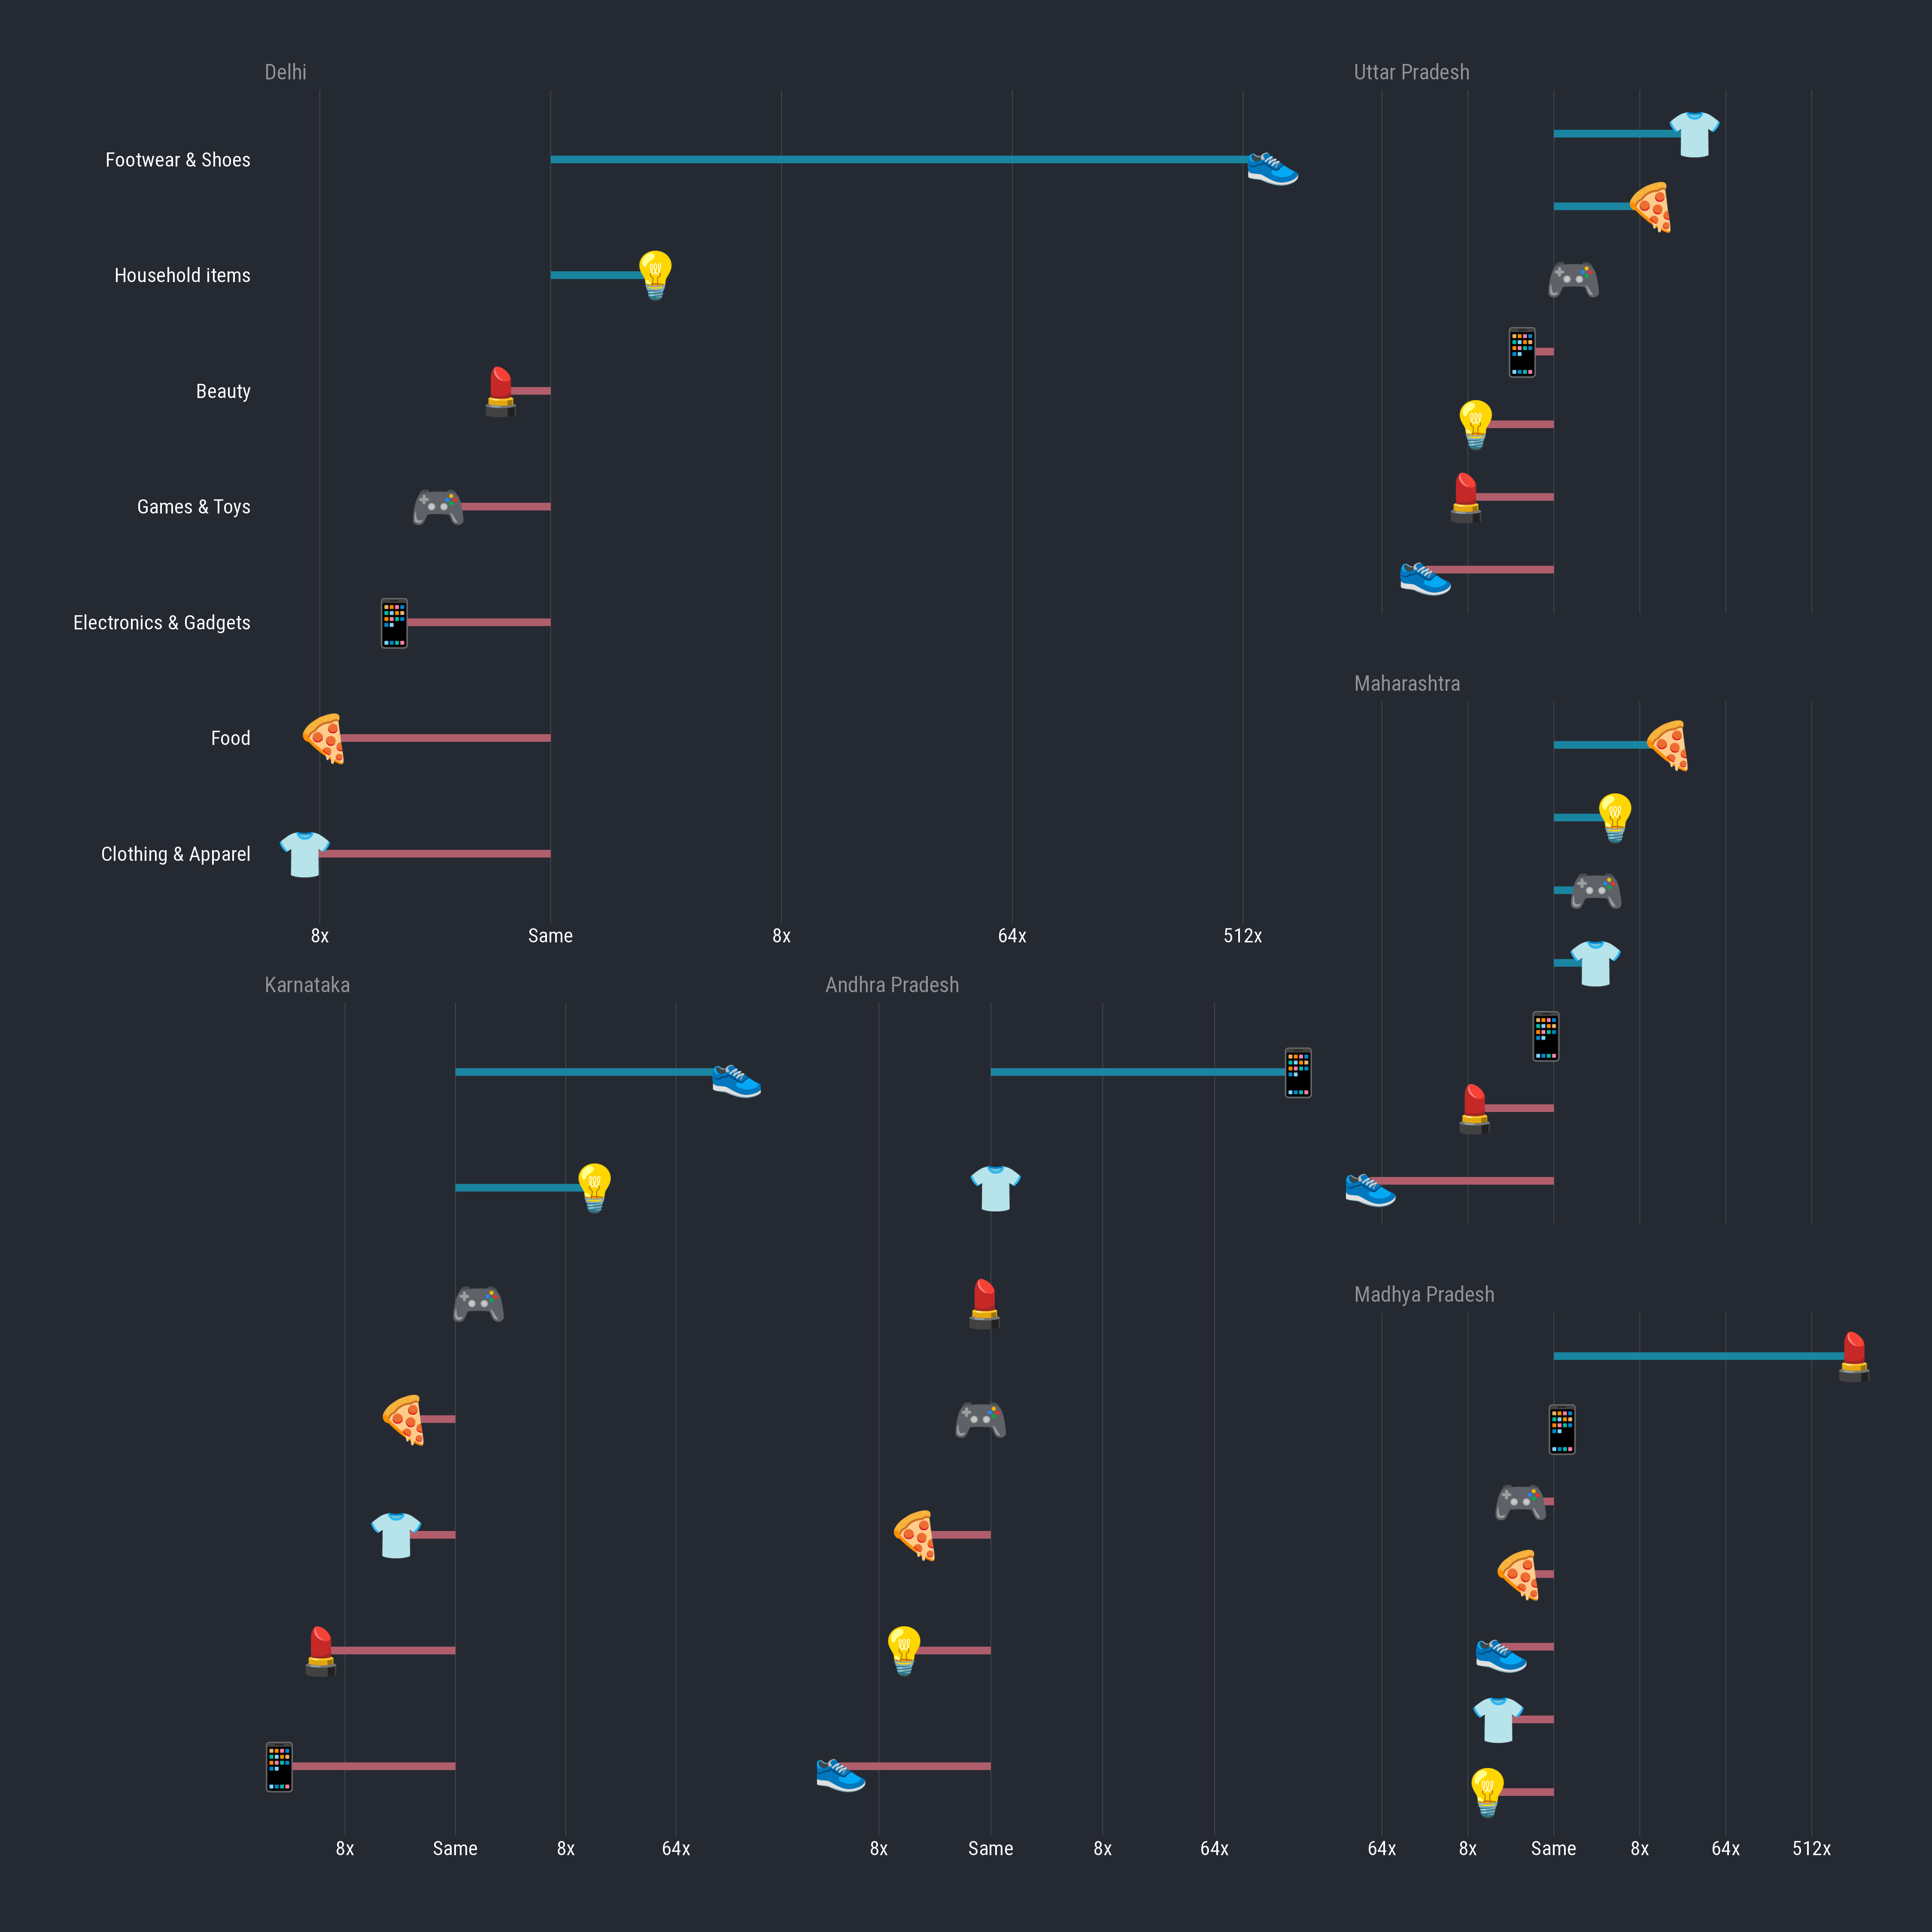 Delhi
Footwear & Shoes
Household items
Beauty
Games & Toys
Electronics & Gadgets
Food
Clothing & Apparel
8x Same 8x 64x 512x
Uttar Pradesh
Maharashtra
Karnataka
8x Same 8x 64x
Andhra Pradesh
8x Same 8x 64x
Madhya Pradesh
64x 8x Same 8x 64x 512x